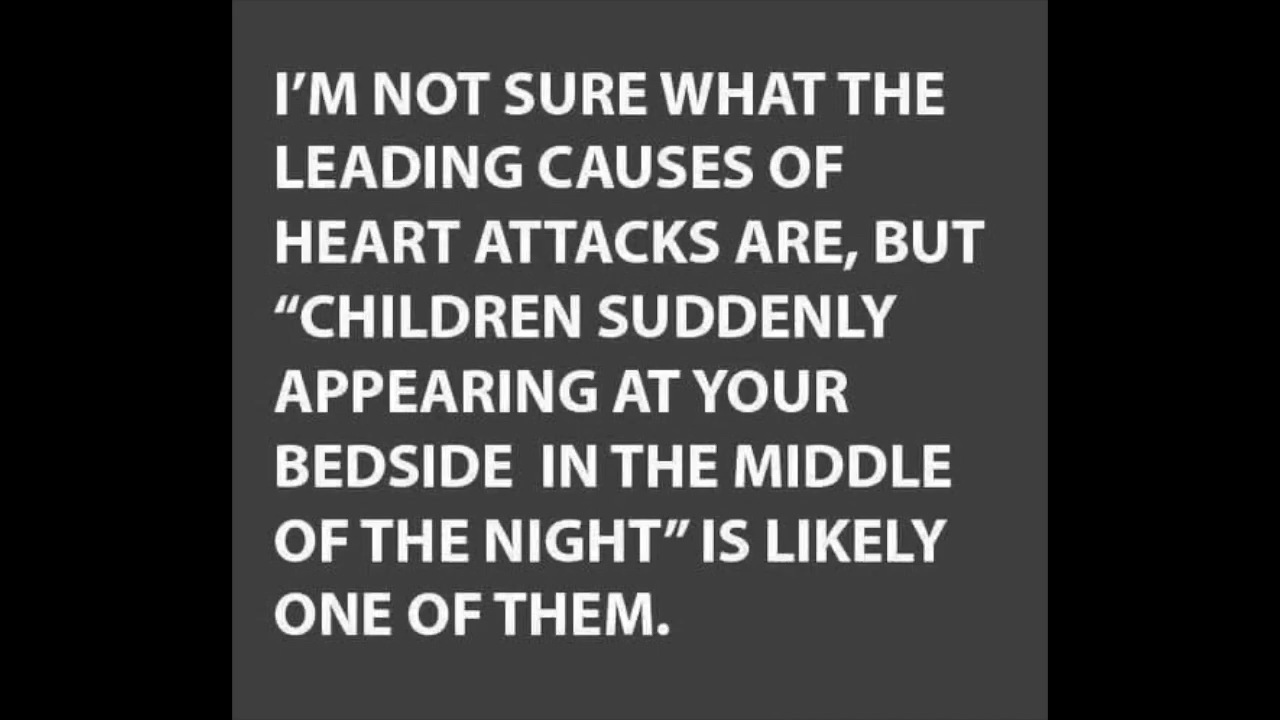 I’M NOT SURE WHAT THE
LEADING CAUSES OF
HEART ATTACKS ARE, BUT
“CHILDREN SUDDENLY
APPEARING AT YOUR
BEDSIDE  IN THE MIDDLE
OF THE NIGHT” IS LIKELY
ONE OF THEM.